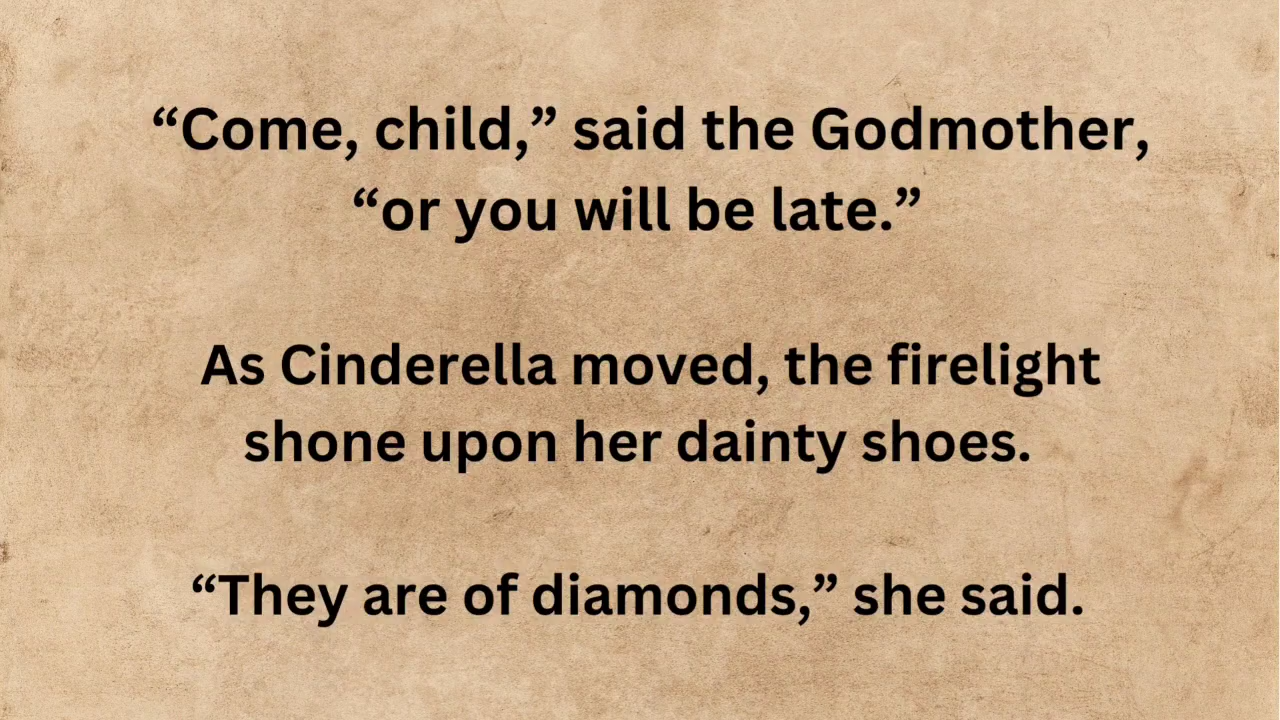 “Come, child,” said the Godmother,
“or you will be late.”
As Cinderella moved, the firelight
shone upon her dainty shoes.
“They are of diamonds,” she said.